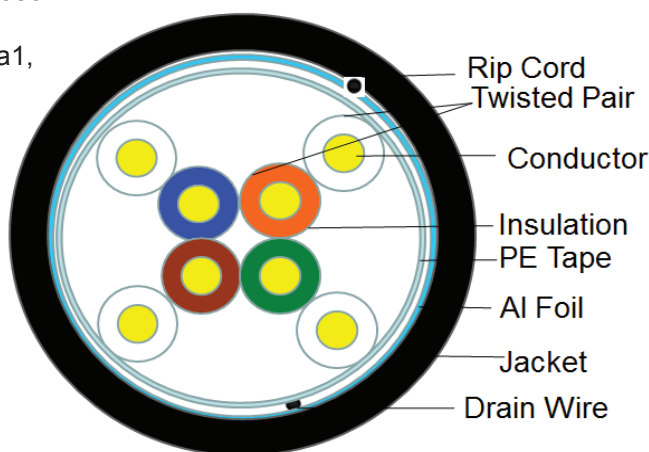 a1,
Rip Cord
Twisted Pair
Conductor
Insulation
PE Tape
Al Foil
Jacket
Drain Wire